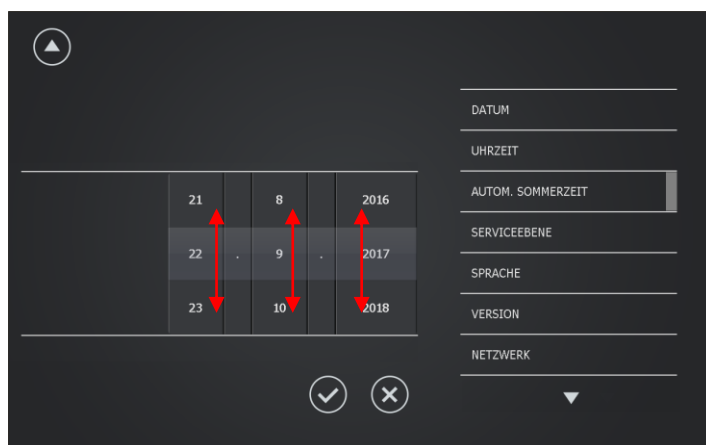 21 8 2016
22 . 9 . 2017
23 10 2018
DATUM
UHRZEIT
AUTOM. SOMMERZEIT
SERVICEEBENE
SPRACHE
VERSION
NETZWERK